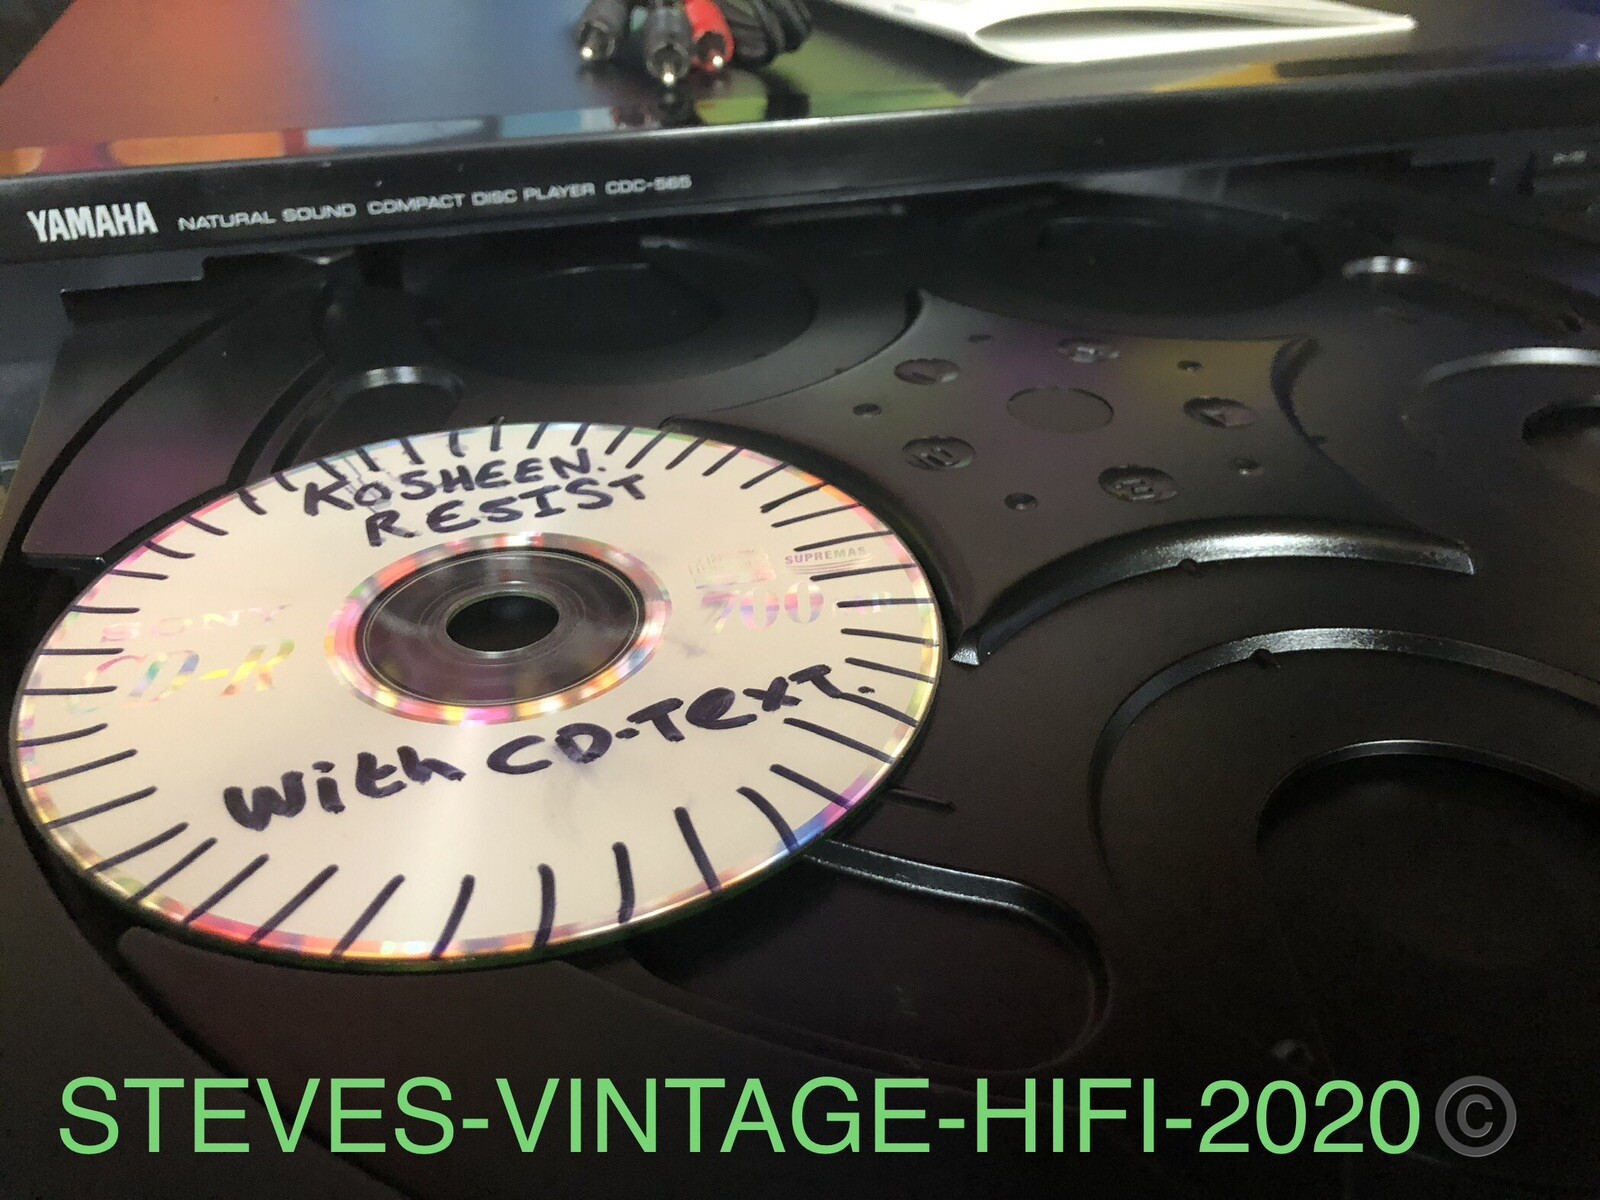 YAMAHA NATURAL SOUND COMPACT DISC PLAYER CDC-565
KOSHEEN.
RESIST
SUPREMAS
700
SONY
CD-R
With CD-Text.
STEVES-VINTAGE-HIFI-2020©